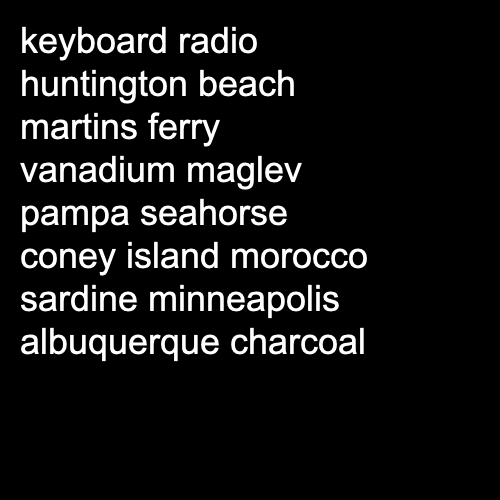 keyboard radio
huntington beach
martins ferry
vanadium maglev
pampa seahorse
coney island morocco
sardine minneapolis
albuquerque charcoal